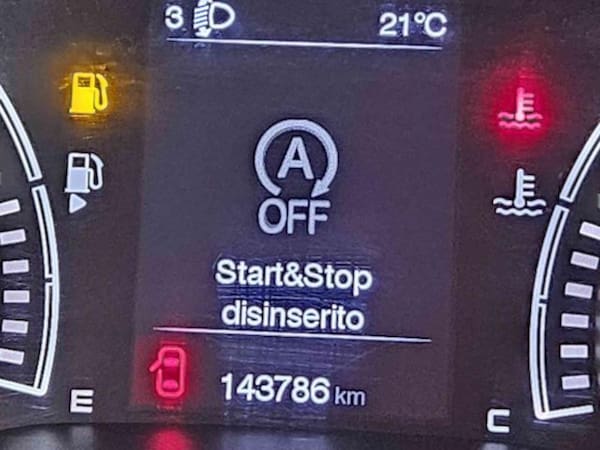 3 21°C
A
OFF
Start&Stop
disinserito
143786 km
E
C